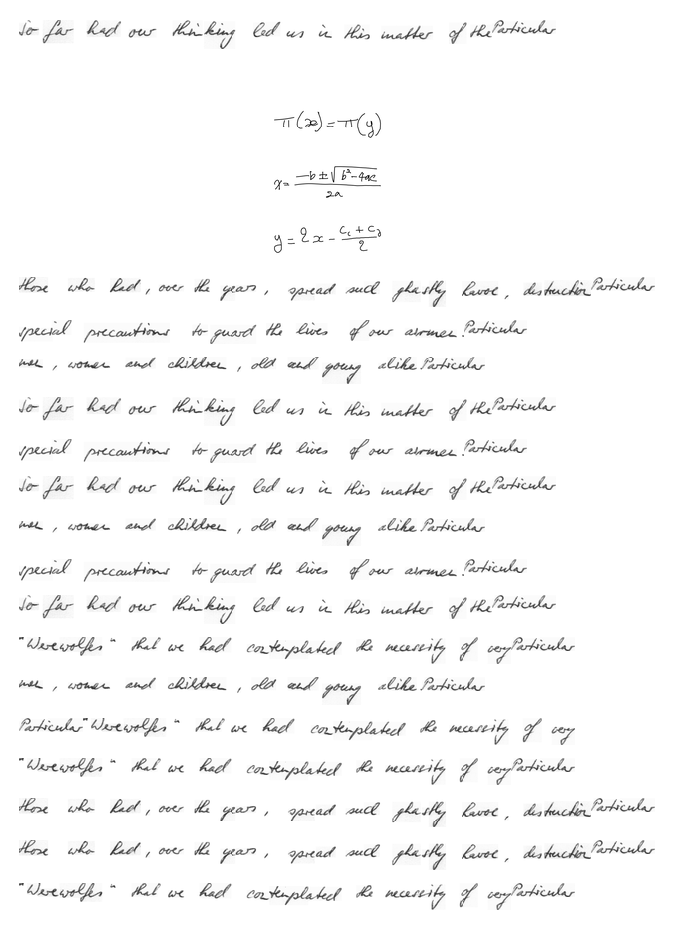 So far had our thinking led us in this matter of the Particular
π(x)=π(y)
x=\frac{-b±\sqrt{b^2-4ac}}{2a}
y=2x-\frac{c_1+c_2}{2}
those who had, over the years, spread such ghastly havoc, destruction Particular
special precautions to guard the lives of our airmen. Particular
men, women and children, old and young alike Particular
So far had our thinking led us in this matter of the Particular
special precautions to guard the lives of our airmen. Particular
So far had our thinking led us in this matter of the Particular
men, women and children, old and young alike Particular
special precautions to guard the lives of our airmen. Particular
So far had our thinking led us in this matter of the Particular
"Werewolfes" that we had contemplated the necessity of very Particular
men, women and children, old and young alike Particular
Particular "Werewolfes" that we had contemplated the necessity of very
"Werewolfes" that we had contemplated the necessity of very Particular
those who had, over the years, spread such ghastly havoc, destruction Particular
those who had, over the years, spread such ghastly havoc, destruction Particular
"Werewolfes" that we had contemplated the necessity of very Particular